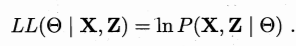 LL(Θ | X, Z) = ln P(X, Z | Θ) .